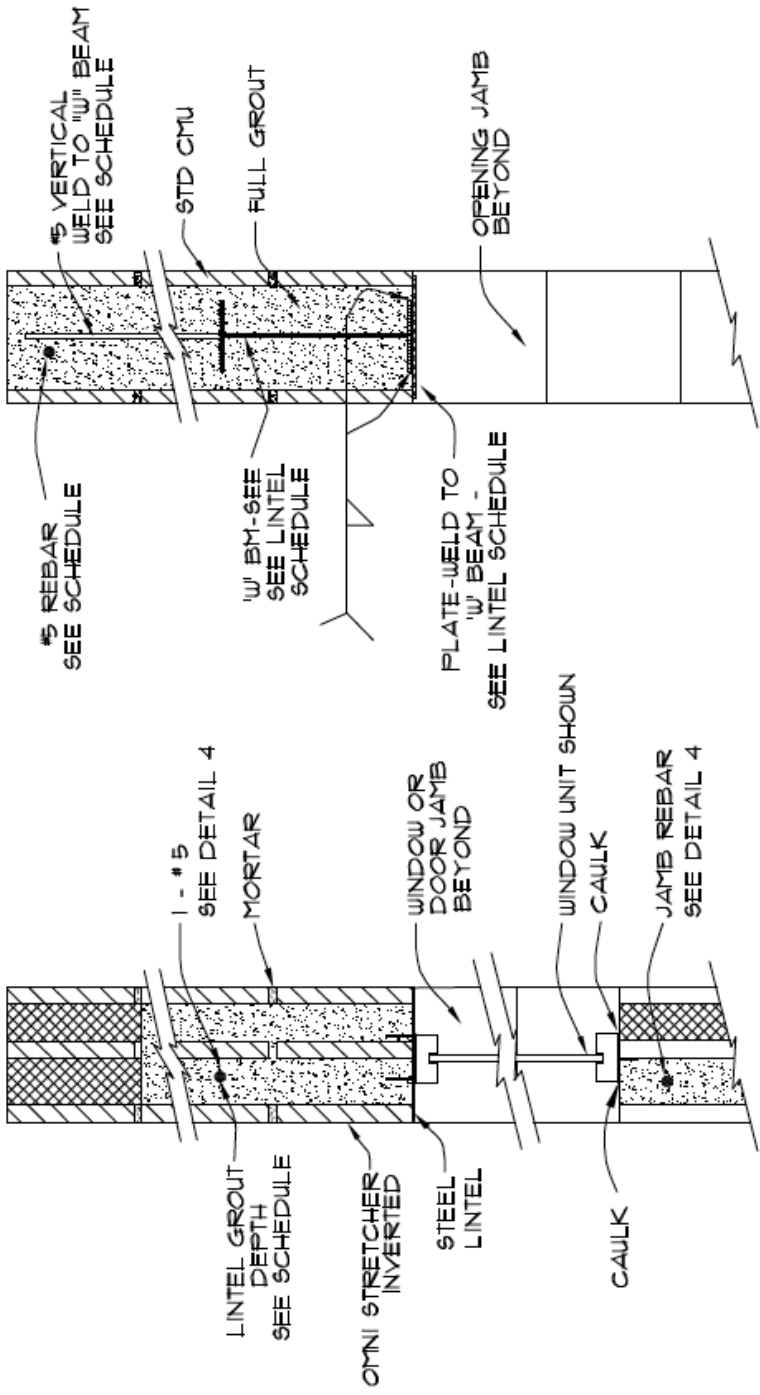 LINTEL GROUT
DEPTH
SEE SCHEDULE
OMNI STRETCHER
INVERTED
STEEL
LINTEL
CAULK
1 - #5
SEE DETAIL 4
MORTAR
WINDOW OR
DOOR JAMB
BEYOND
WINDOW UNIT SHOWN
CAULK
JAMB REBAR
SEE DETAIL 4
#5 REBAR
SEE SCHEDULE
'W' BM-SEE
SEE LINTEL
SCHEDULE
PLATE-WELD TO
'W' BEAM -
SEE LINTEL SCHEDULE
#5 VERTICAL
WELD TO "W" BEAM
SEE SCHEDULE
STD CMU
FULL GROUT
OPENING JAMB
BEYOND